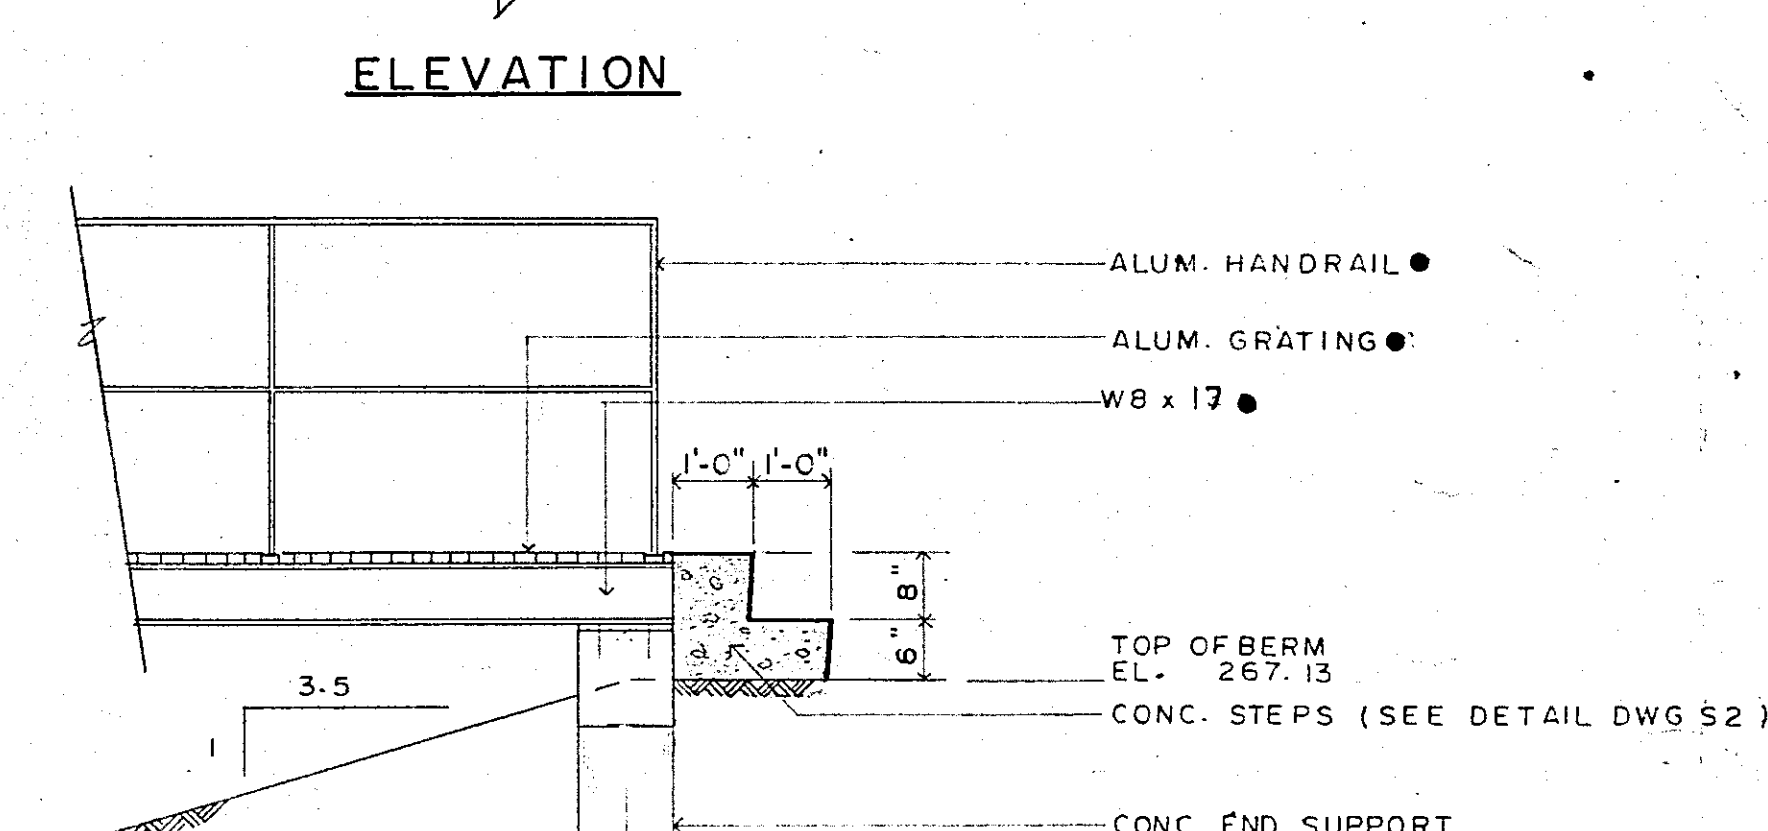 ELEVATION
ALUM. HANDRAIL ●
ALUM. GRATING ●
W8 x 17 ●
1'-0" 1'-0"
8"
6"
TOP OF BERM
EL. 267.13
3.5
CONC. STEPS (SEE DETAIL DWG S2)
1
CONC. END SUPPORT